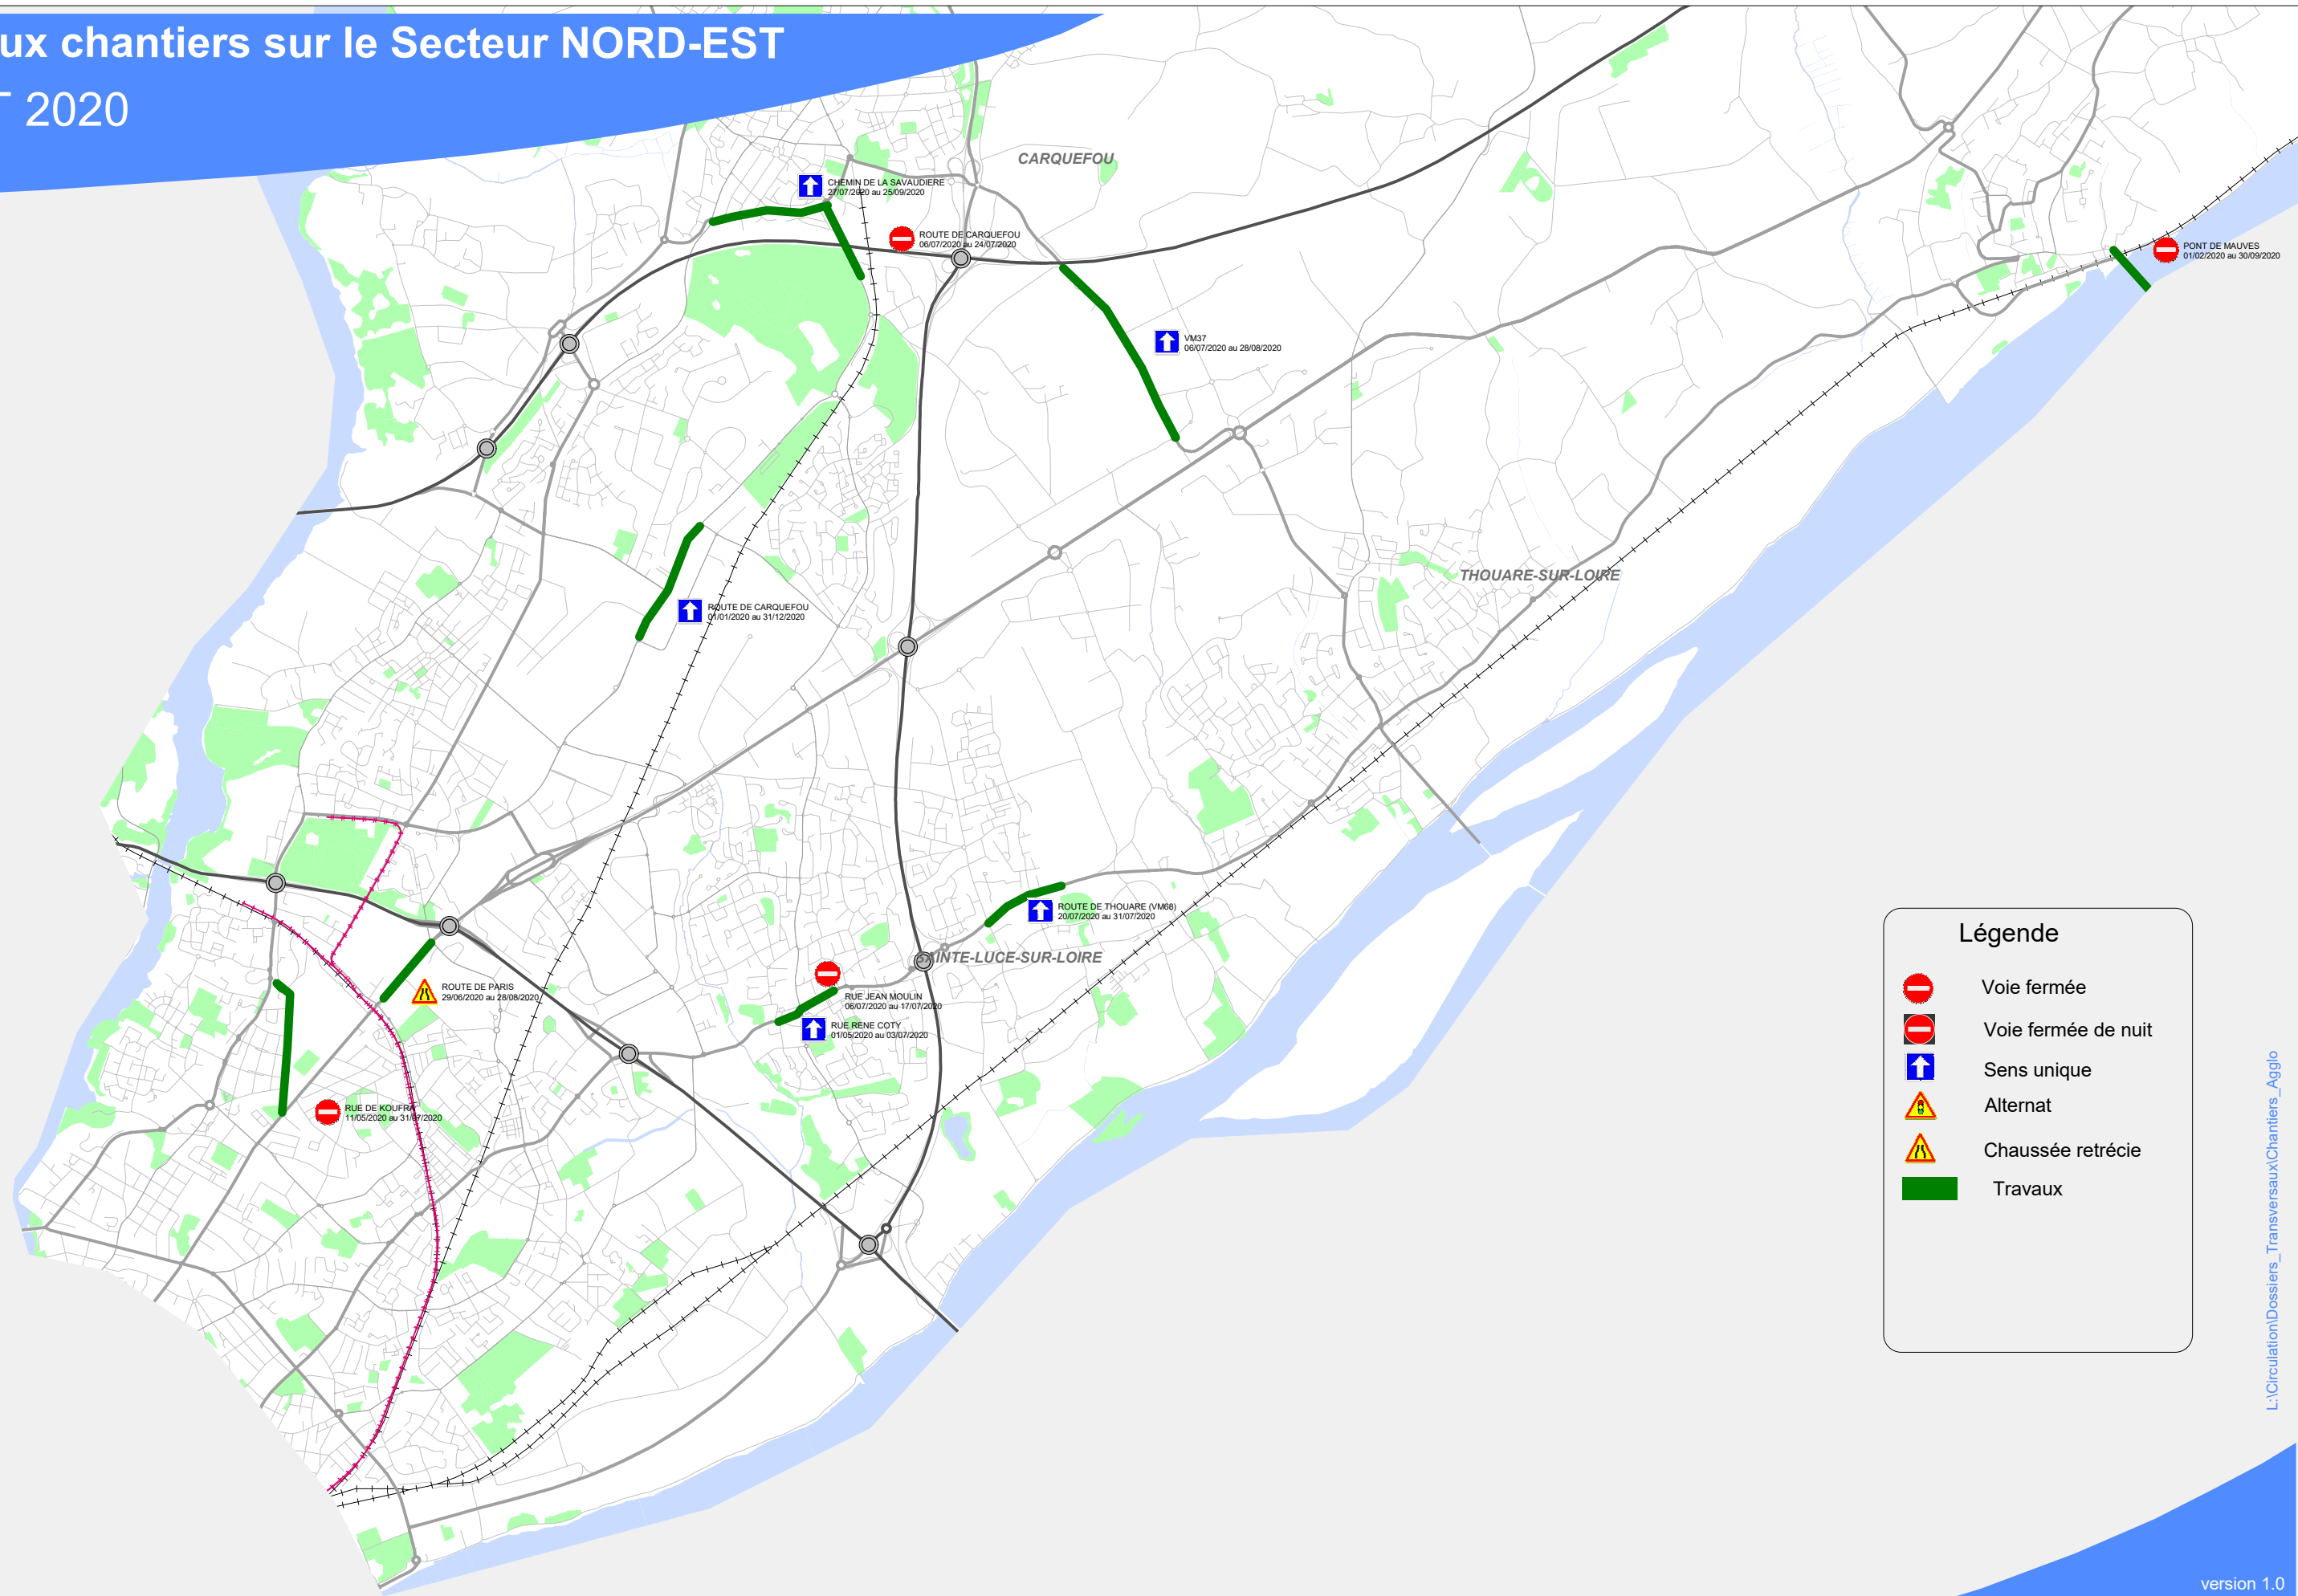 ux chantiers sur le Secteur NORD-EST
T 2020
CARQUEFOU
CHEMIN DE LA SAVAUDIERE
27/07/2020 au 25/09/2020
ROUTE DE CARQUEFOU
06/07/2020 au 24/07/2020
PONT DE MAUVES
01/02/2020 au 30/09/2020
VM37
06/07/2020 au 28/08/2020
THOUARE-SUR-LOIRE
ROUTE DE CARQUEFOU
01/01/2020 au 31/12/2020
ROUTE DE THOUARE (VM68)
20/07/2020 au 31/07/2020
SAINTE-LUCE-SUR-LOIRE
ROUTE DE PARIS
29/06/2020 au 28/08/2020
RUE JEAN MOULIN
06/07/2020 au 17/07/2020
RUE RENE COTY
01/05/2020 au 03/07/2020
RUE DE KOUFRA
11/05/2020 au 31/07/2020
Légende
Voie fermée
Voie fermée de nuit
Sens unique
Alternat
Chaussée retrécie
Travaux
L:\Circulation\Dossiers_Transversaux\Chantiers_Agglo
version 1.0